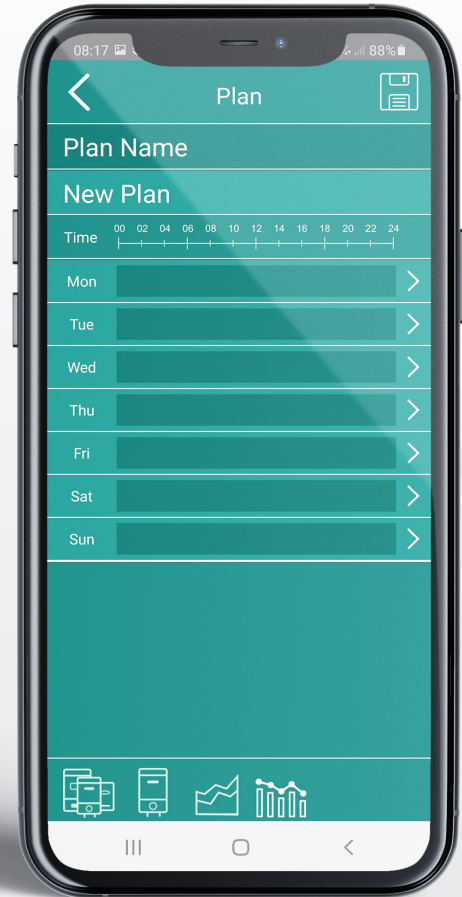 08:17 88%
Plan
Plan Name
New Plan
Time 00 02 04 06 08 10 12 14 16 18 20 22 24
Mon
Tue
Wed
Thu
Fri
Sat
Sun